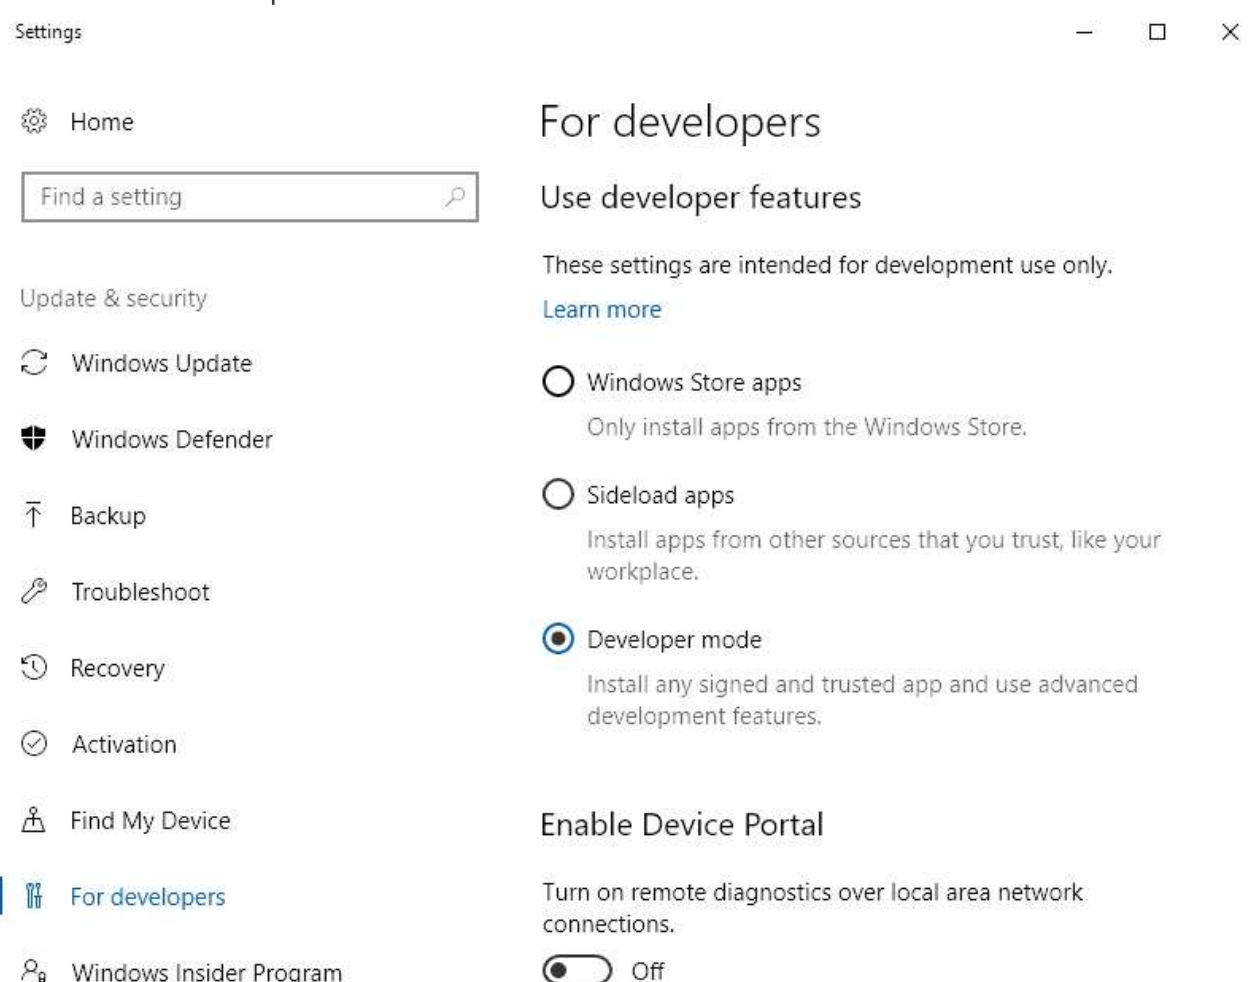 Settings
Home
Find a setting
Update & security
Windows Update
Windows Defender
Backup
Troubleshoot
Recovery
Activation
Find My Device
For developers
Windows Insider Program
For developers
Use developer features
These settings are intended for development use only.
Learn more
Windows Store apps
Only install apps from the Windows Store.
Sideload apps
Install apps from other sources that you trust, like your
workplace.
Developer mode
Install any signed and trusted app and use advanced
development features.
Enable Device Portal
Turn on remote diagnostics over local area network
connections.
Off